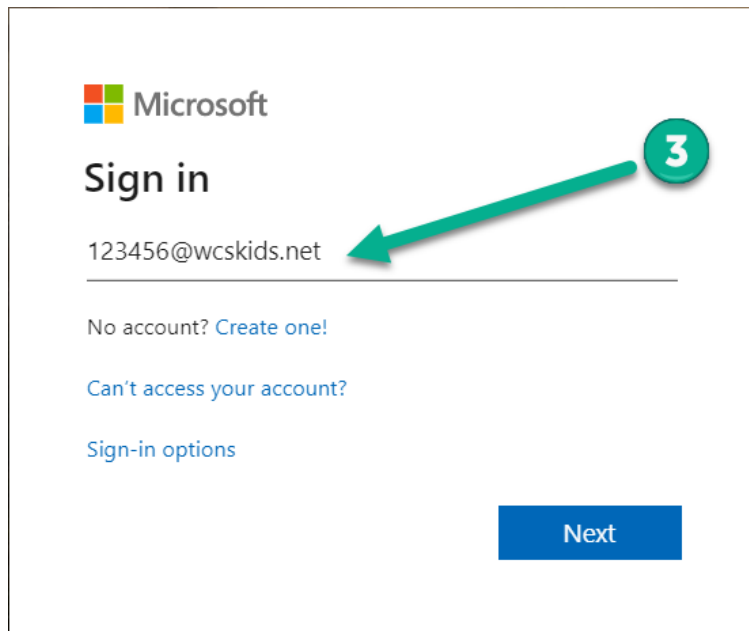 Microsoft
3
Sign in
123456@wcskids.net
No account? Create one!
Can't access your account?
Sign-in options
Next